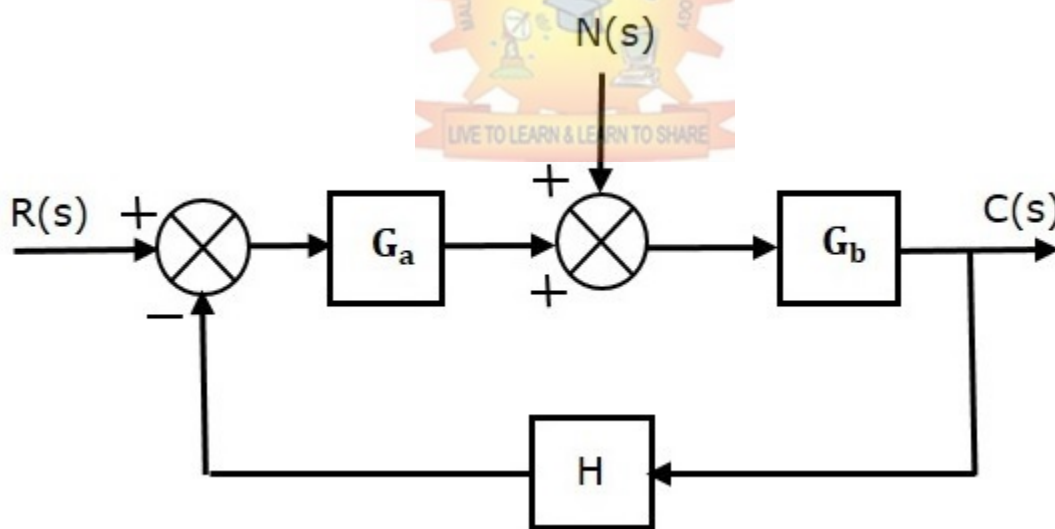 N(s)
LIVE TO LEARN & LEARN TO SHARE
+
R(s)
+
Ga
Gb
C(s)
+
−
H